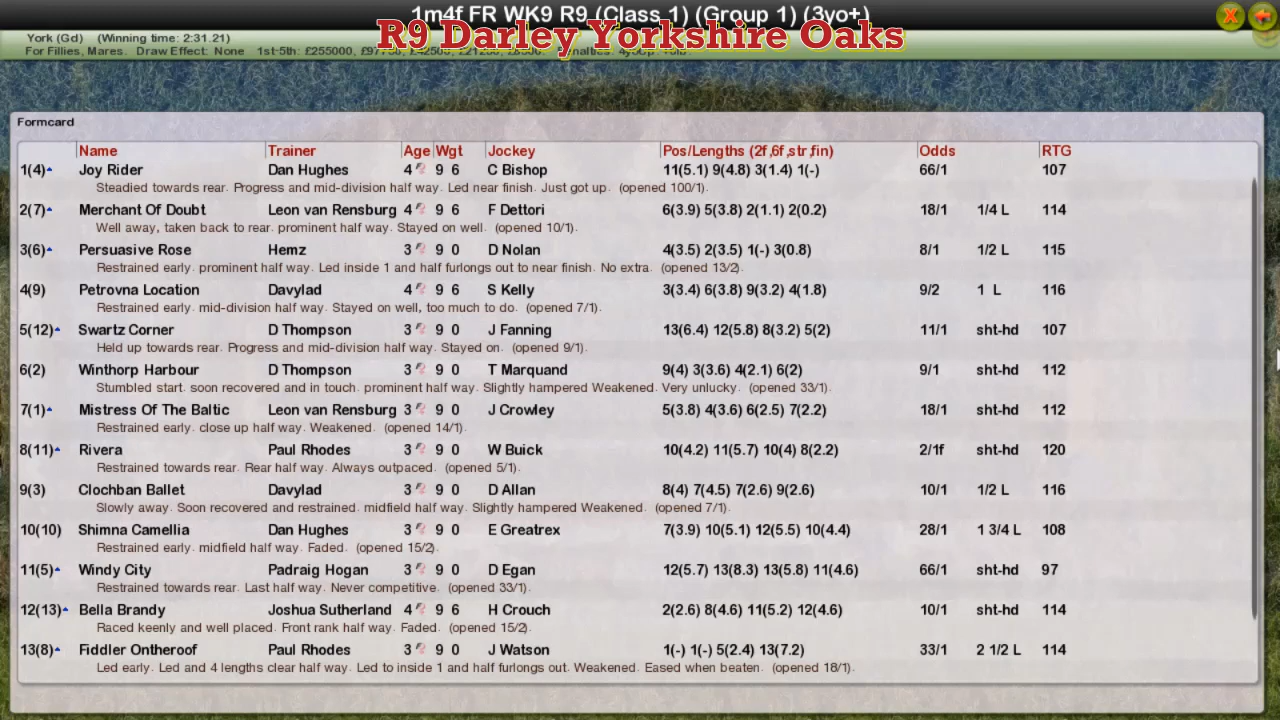 1m4f FR WK9 R9 (Class 1) (Group 1) (3yo+)
R9 Darley Yorkshire Oaks
York (Gd) (Winning time: 2:31.21)
For Fillies, Mares. Draw Effect: None 1st-5th: £255000,
Formcard
Name Trainer Age Wgt Jockey Pos/Lengths (2f,6f,str,fin) Odds RTG
1(4) Joy Rider Dan Hughes 4 9 6 C Bishop 11(5.1) 9(4.8) 3(1.4) 1(-) 66/1 107
Steadied towards rear. Progress and mid-division half way. Led near finish. Just got up. (opened 100/1).
2(7) Merchant Of Doubt Leon van Rensburg 4 9 6 F Dettori 6(3.9) 5(3.8) 2(1.1) 2(0.2) 18/1 1/4 L 114
Well away, taken back to rear. prominent half way. Stayed on well. (opened 10/1).
3(6) Persuasive Rose Hemz 3 9 0 D Nolan 4(3.5) 2(3.5) 1(-) 3(0.8) 8/1 1/2 L 115
Restrained early. prominent half way. Led inside 1 and half furlongs out to near finish. No extra. (opened 13/2).
4(9) Petrovna Location Davylad 4 9 6 S Kelly 3(3.4) 6(3.8) 9(3.2) 4(1.8) 9/2 1 L 116
Restrained early. mid-division half way. Stayed on well, too much to do. (opened 7/1).
5(12) Swartz Corner D Thompson 3 9 0 J Fanning 13(6.4) 12(5.8) 8(3.2) 5(2) 11/1 sht-hd 107
Held up towards rear. Progress and mid-division half way. Stayed on. (opened 9/1).
6(2) Winthorp Harbour D Thompson 3 9 0 T Marquand 9(4) 3(3.6) 4(2.1) 6(2) 9/1 sht-hd 112
Stumbled start. soon recovered and in touch. prominent half way. Slightly hampered Weakened. Very unlucky. (opened 33/1).
7(1) Mistress Of The Baltic Leon van Rensburg 3 9 0 J Crowley 5(3.8) 4(3.6) 6(2.5) 7(2.2) 18/1 sht-hd 112
Restrained early. close up half way. Weakened. (opened 14/1).
8(11) Rivera Paul Rhodes 3 9 0 W Buick 10(4.2) 11(5.7) 10(4) 8(2.2) 2/1f sht-hd 120
Restrained towards rear. Rear half way. Always outpaced. (opened 5/1).
9(3) Clochban Ballet Davylad 3 9 0 D Allan 8(4) 7(4.5) 7(2.6) 9(2.6) 10/1 1/2 L 116
Slowly away. Soon recovered and restrained. midfield half way. Slightly hampered Weakened. (opened 7/1).
10(10) Shimna Camellia Dan Hughes 3 9 0 E Greatrex 7(3.9) 10(5.1) 12(5.5) 10(4.4) 28/1 1 3/4 L 108
Restrained early. midfield half way. Faded. (opened 15/2).
11(5) Windy City Padraig Hogan 3 9 0 D Egan 12(5.7) 13(8.3) 13(5.8) 11(4.6) 66/1 sht-hd 97
Restrained towards rear. Last half way. Never competitive. (opened 33/1).
12(13) Bella Brandy Joshua Sutherland 4 9 6 H Crouch 2(2.6) 8(4.6) 11(5.2) 12(4.6) 10/1 sht-hd 114
Raced keenly and well placed. Front rank half way. Faded. (opened 15/2).
13(8) Fiddler Ontheroof Paul Rhodes 3 9 0 J Watson 1(-) 1(-) 5(2.4) 13(7.2) 33/1 2 1/2 L 114
Led early. Led and 4 lengths clear half way. Led to inside 1 and half furlongs out. Weakened. Eased when beaten. (opened 18/1).